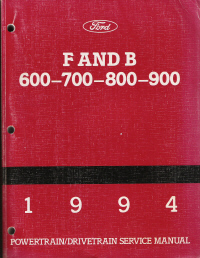 Ford
F AND B
600-700-800-900
1 9 9 4
POWERTRAIN/DRIVETRAIN SERVICE MANUAL